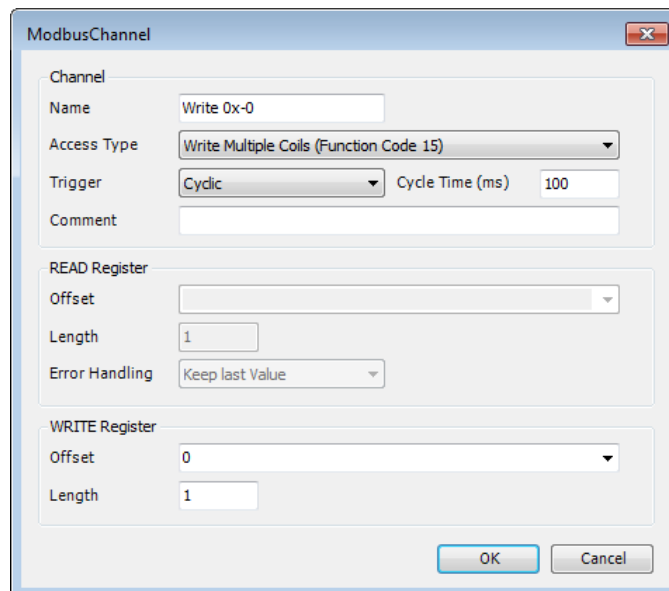 ModbusChannel
Channel
Name Write 0x-0
Access Type Write Multiple Coils (Function Code 15)
Trigger Cyclic Cycle Time (ms) 100
Comment
READ Register
Offset
Length 1
Error Handling Keep last Value
WRITE Register
Offset 0
Length 1
OK Cancel